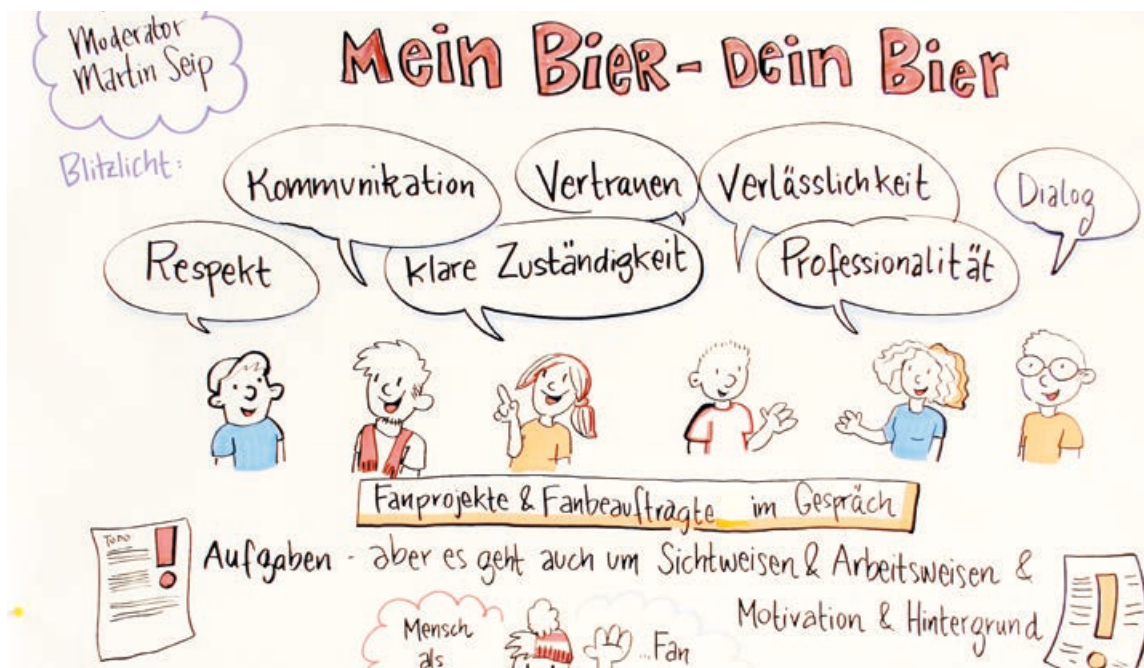 Moderator
Martin Seip
Mein Bier - Dein Bier
Blitzlicht:
Kommunikation
Vertrauen
Verlässlichkeit
Dialog
Respekt
klare Zuständigkeit
Professionalität
Fanprojekte & Fanbeauftragte im Gespräch
TODO
Aufgaben - aber es geht auch um Sichtweisen & Arbeitsweisen &
Motivation & Hintergrund
Mensch
als
...Fan